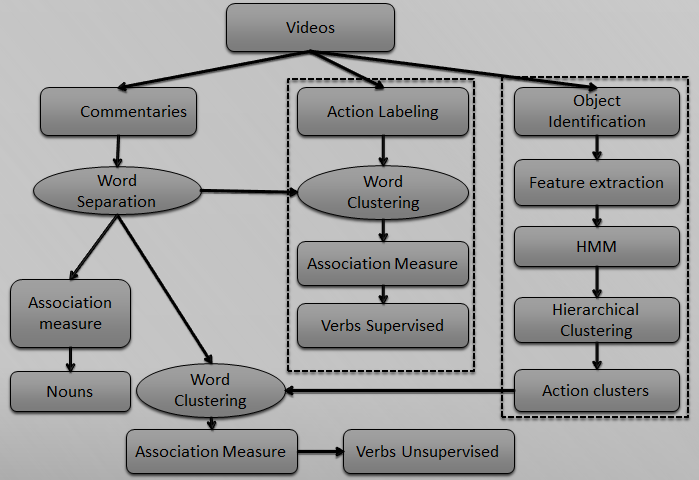 Videos
Commentaries
Action Labeling
Object
Identification
Word
Separation
Word
Clustering
Feature extraction
HMM
Association Measure
Association
measure
Verbs Supervised
Hierarchical
Clustering
Nouns
Word
Clustering
Action clusters
Association Measure
Verbs Unsupervised